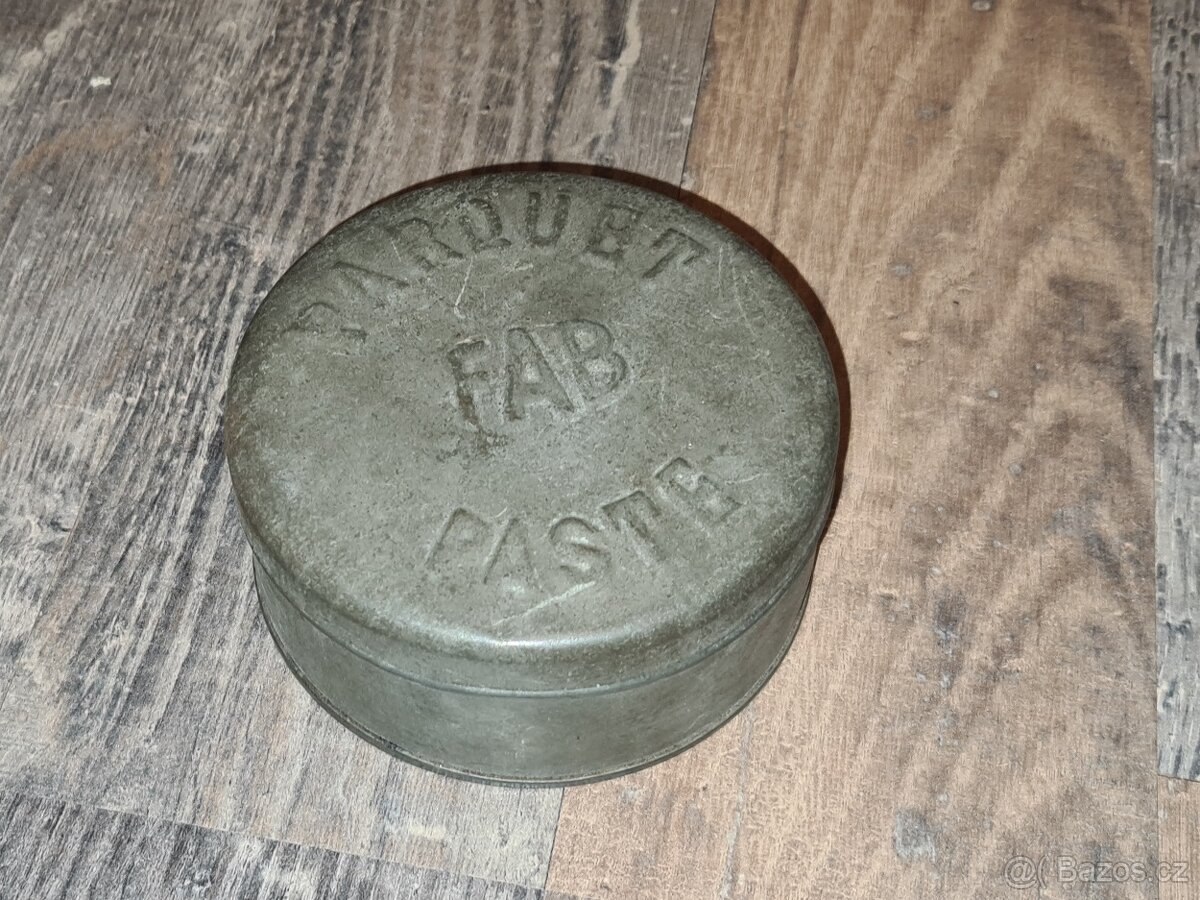 PARQUET
FAB
PASTE
@( Bazos.cz